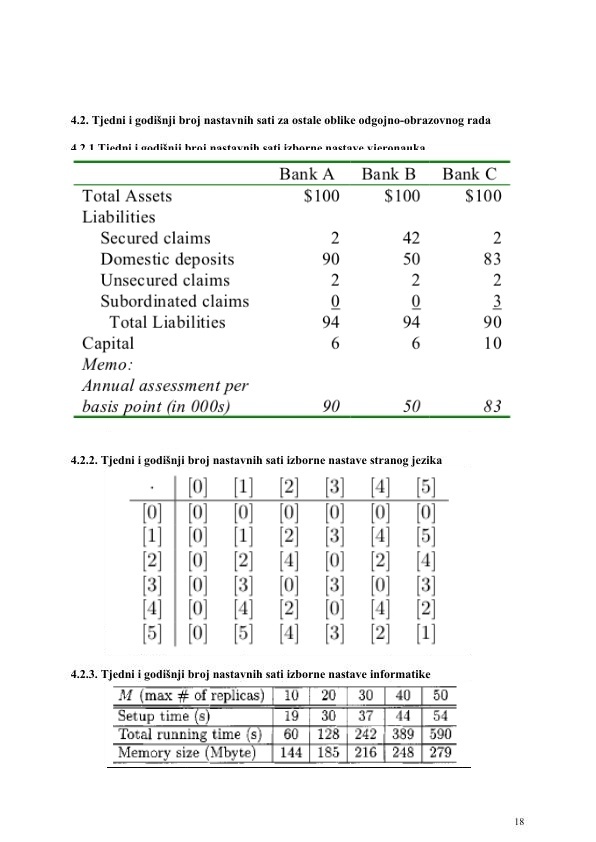 4.2. Tjedni i godišnji broj nastavnih sati za ostale oblike odgojno-obrazovnog rada
4.2.1 Tjedni i godišnji broj nastavnih sati izborne nastave vjeronauka
Bank A Bank B Bank C
Total Assets $100 $100 $100
Liabilities
Secured claims 2 42 2
Domestic deposits 90 50 83
Unsecured claims 2 2 2
Subordinated claims 0 0 3
Total Liabilities 94 94 90
Capital 6 6 10
Memo:
Annual assessment per
basis point (in 000s) 90 50 83
4.2.2. Tjedni i godišnji broj nastavnih sati izborne nastave stranog jezika
· [0] [1] [2] [3] [4] [5]
[0] [0] [0] [0] [0] [0] [0]
[1] [0] [1] [2] [3] [4] [5]
[2] [0] [2] [4] [0] [2] [4]
[3] [0] [3] [0] [3] [0] [3]
[4] [0] [4] [2] [0] [4] [2]
[5] [0] [5] [4] [3] [2] [1]
4.2.3. Tjedni i godišnji broj nastavnih sati izborne nastave informatike
M (max # of replicas) 10 20 30 40 50
Setup time (s) 19 30 37 44 54
Total running time (s) 60 128 242 389 590
Memory size (Mbyte) 144 185 216 248 279
18